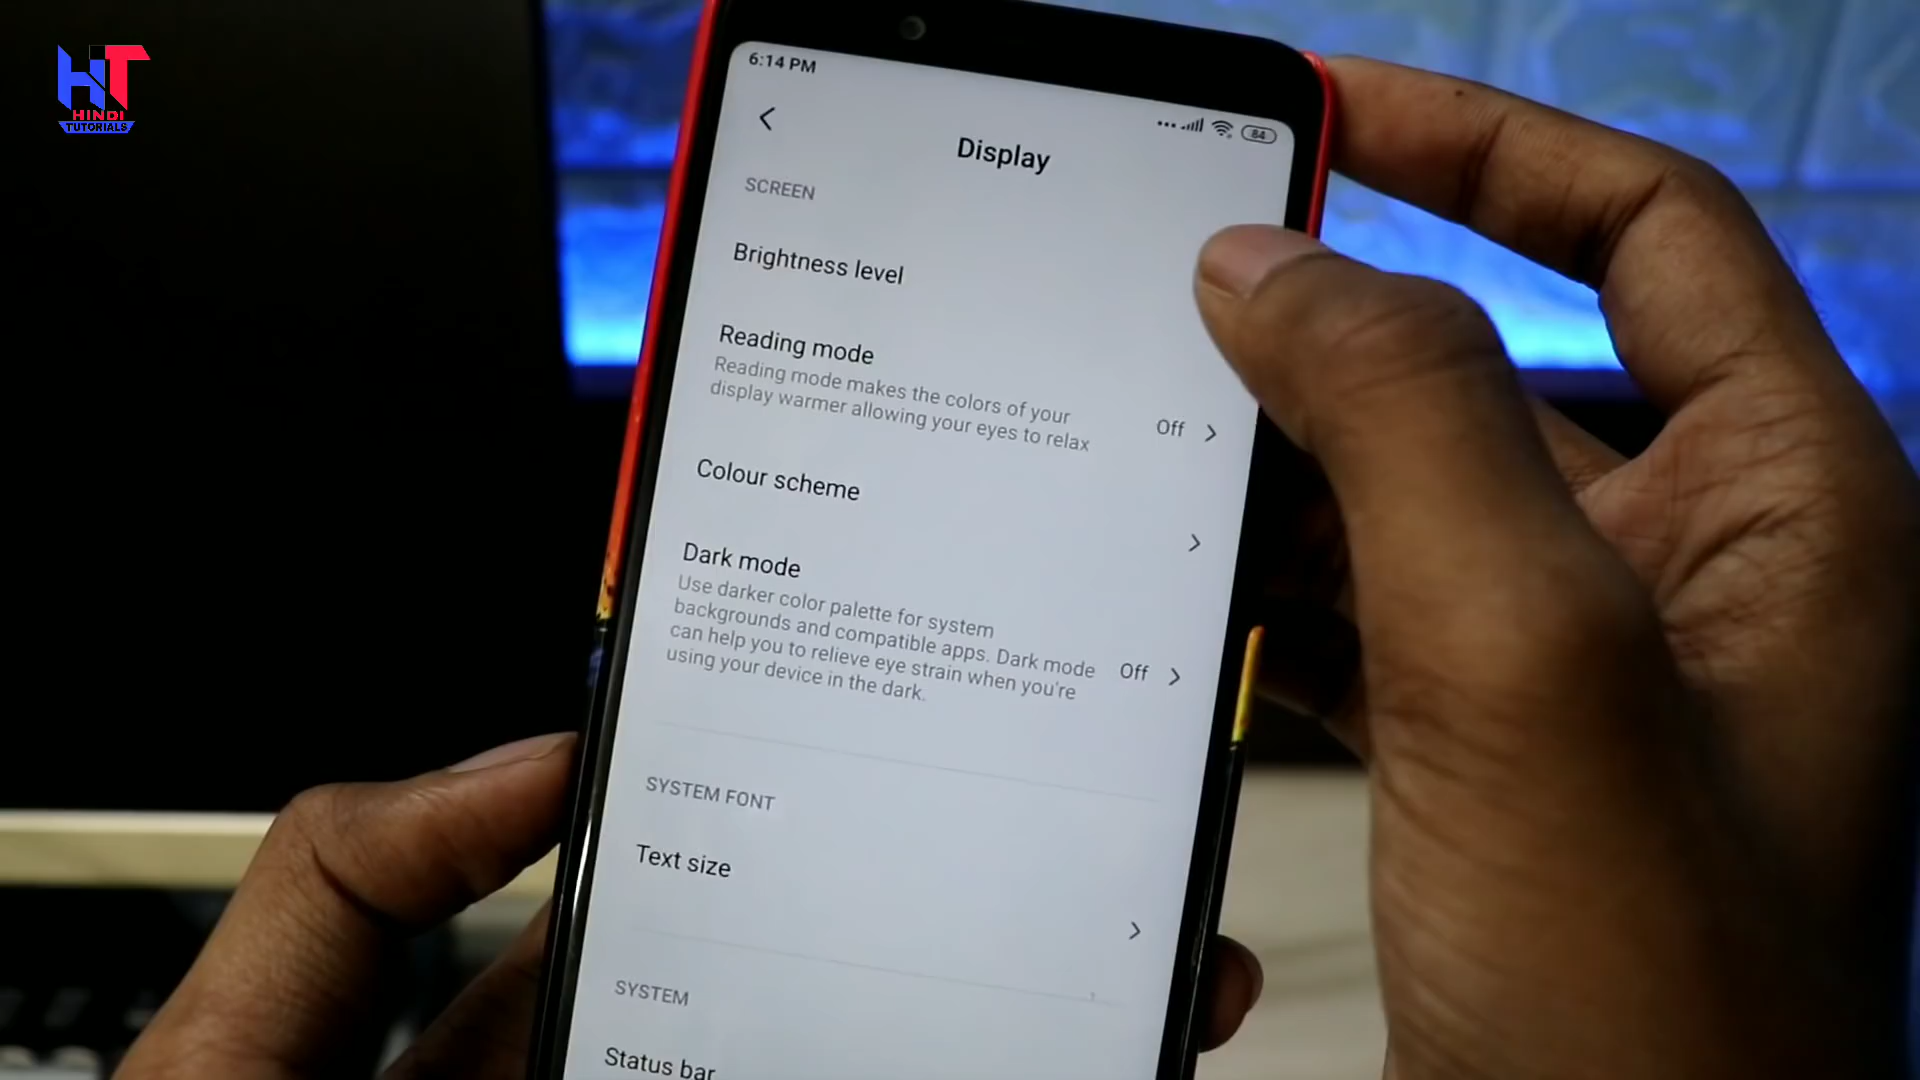 HT
HINDI
TUTORIALS
6:14 PM
84
Display
SCREEN
Brightness level
Reading mode
Reading mode makes the colors of your
display warmer allowing your eyes to relax
Off
Colour scheme
Dark mode
Use darker color palette for system
backgrounds and compatible apps. Dark mode
can help you to relieve eye strain when you're
using your device in the dark.
Off
SYSTEM FONT
Text size
SYSTEM
Status bar